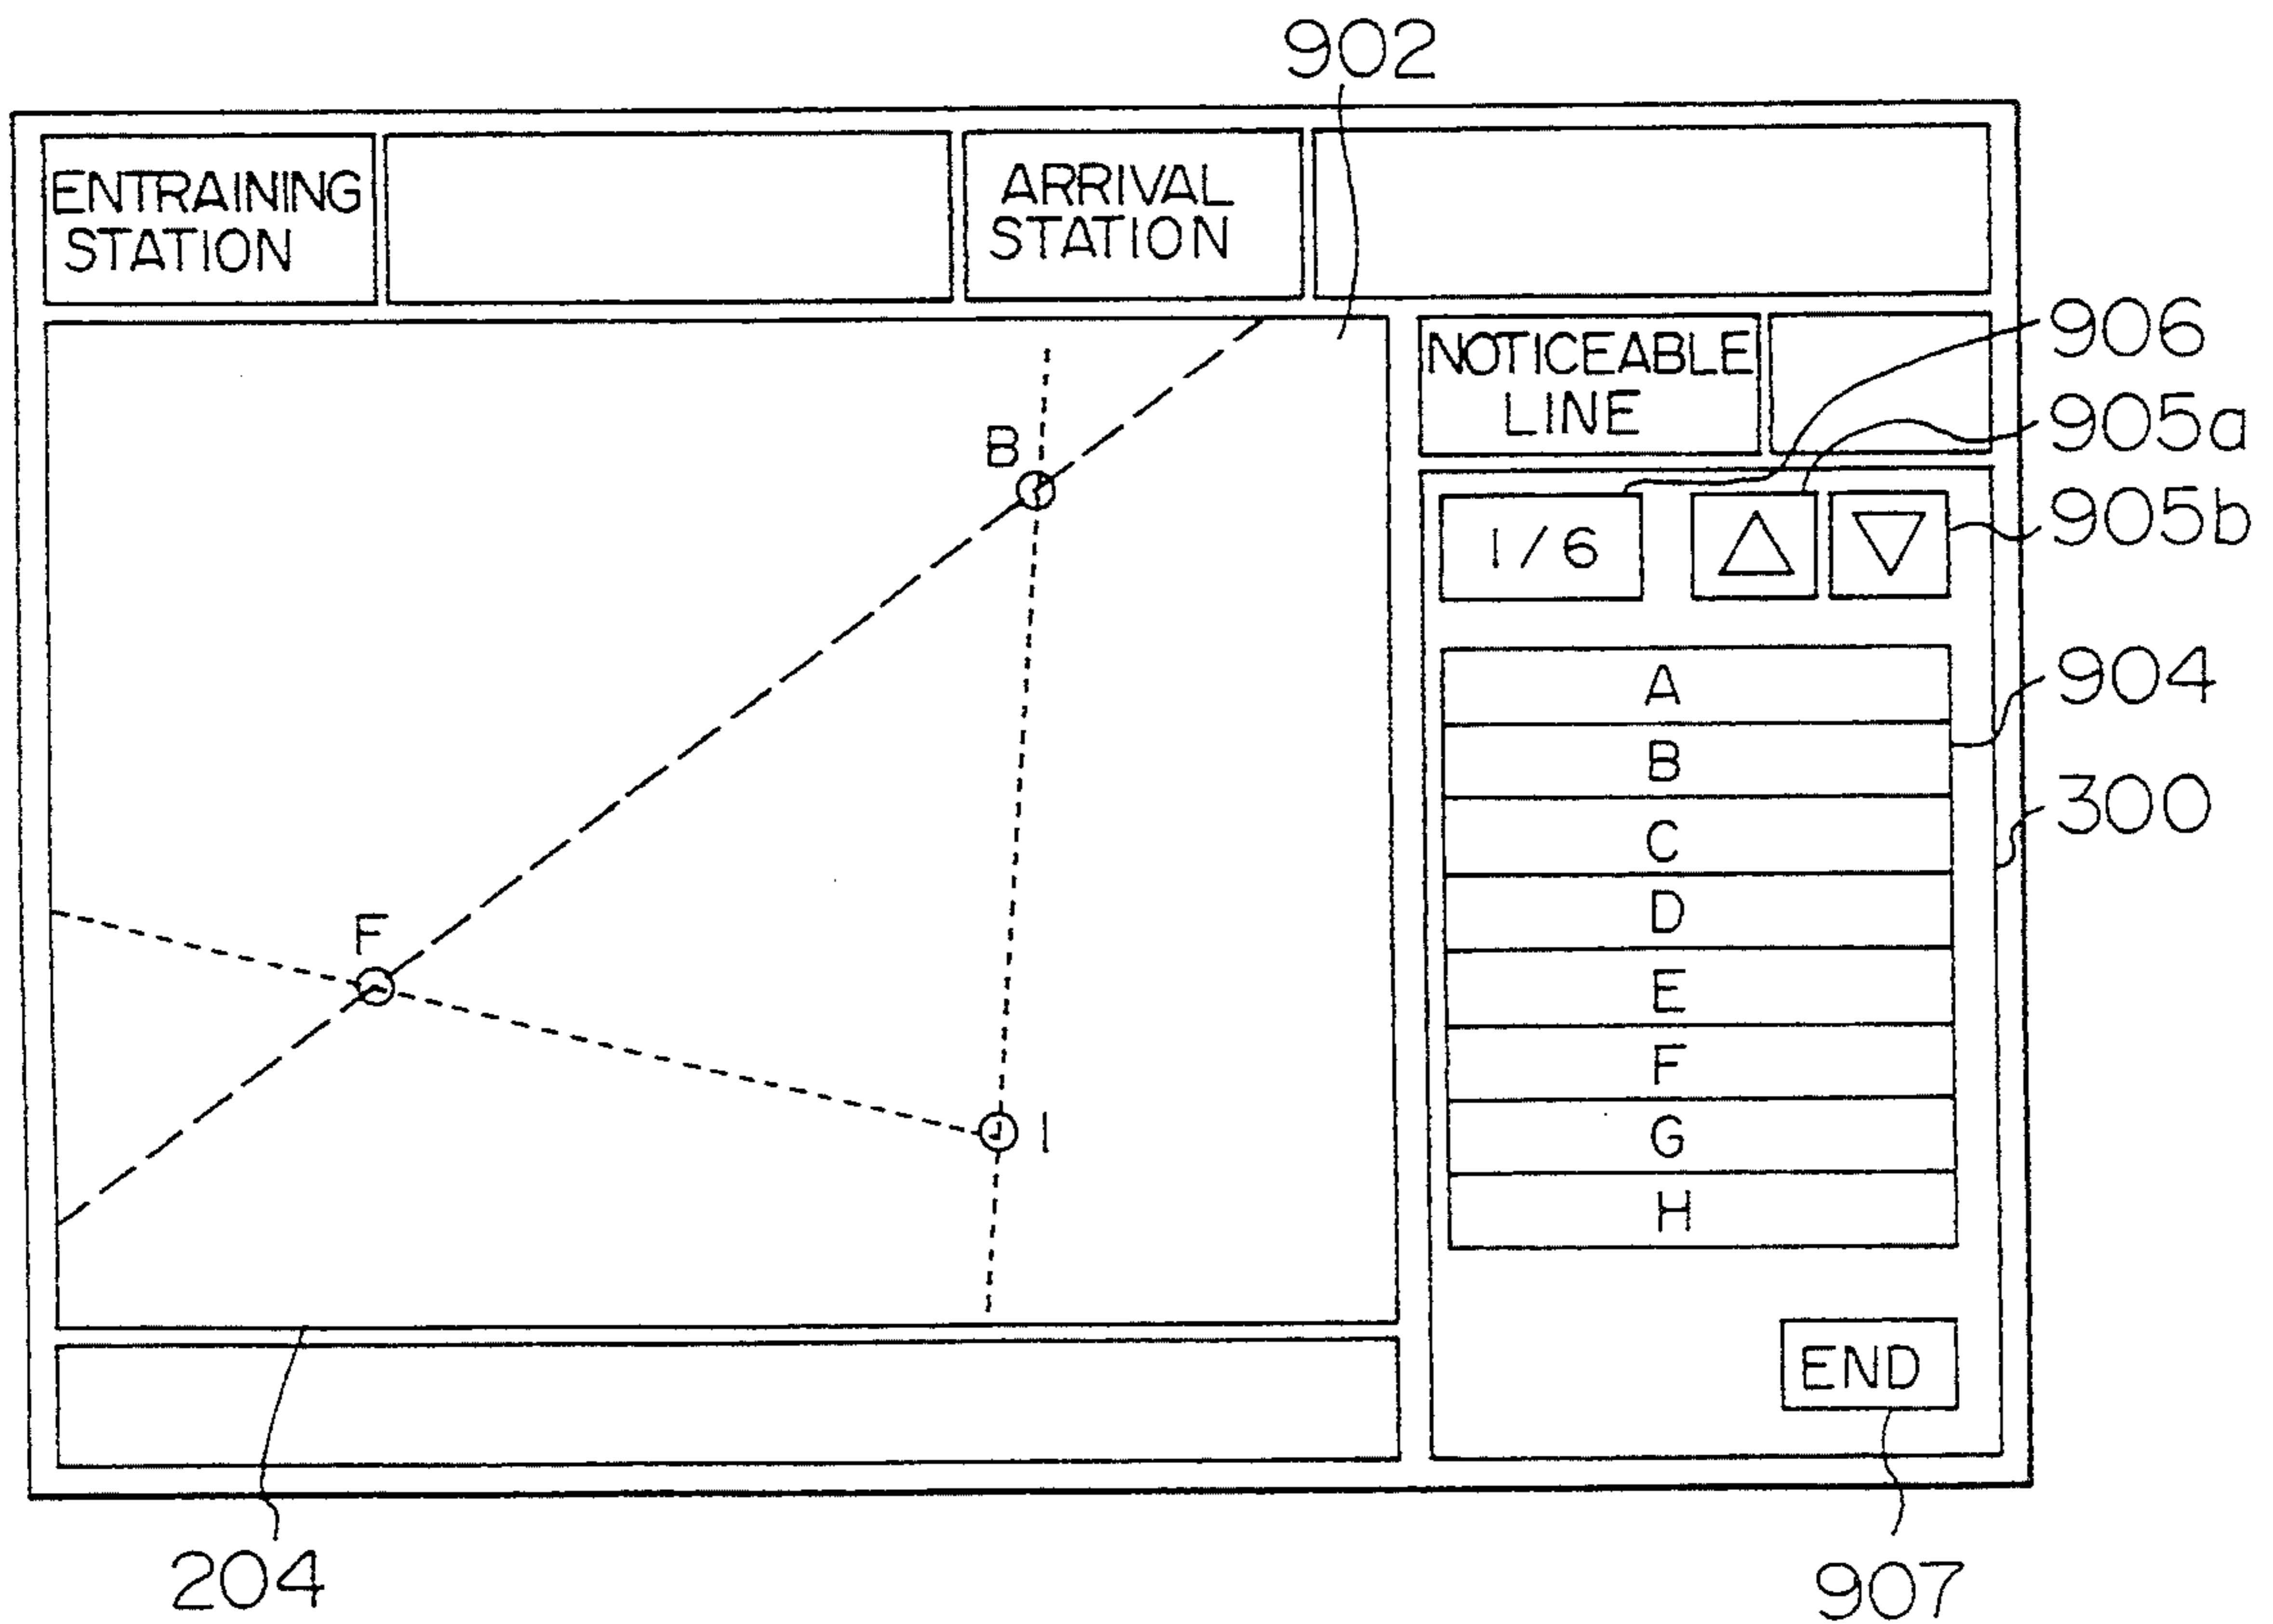 902
ENTRAINING
STATION
ARRIVAL
STATION
NOTICEABLE
LINE
906
905a
905b
1/6
△
▽
B
F
I
A
B
C
D
E
F
G
H
904
300
END
204
907